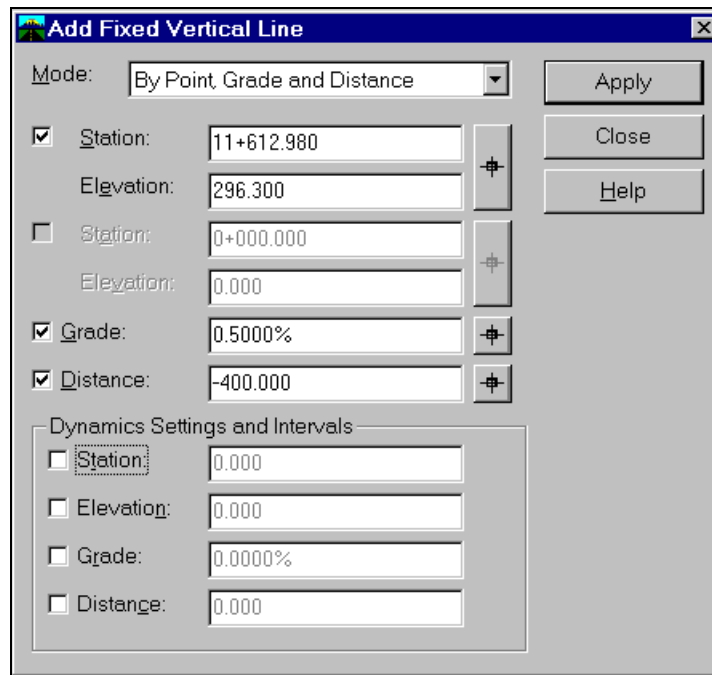 Add Fixed Vertical Line
Mode: By Point, Grade and Distance
Apply
Station: 11+612.980
Close
Elevation: 296.300
Help
Station: 0+000.000
Elevation: 0.000
Grade: 0.5000%
Distance: -400.000
Dynamics Settings and Intervals
Station: 0.000
Elevation: 0.000
Grade: 0.0000%
Distance: 0.000